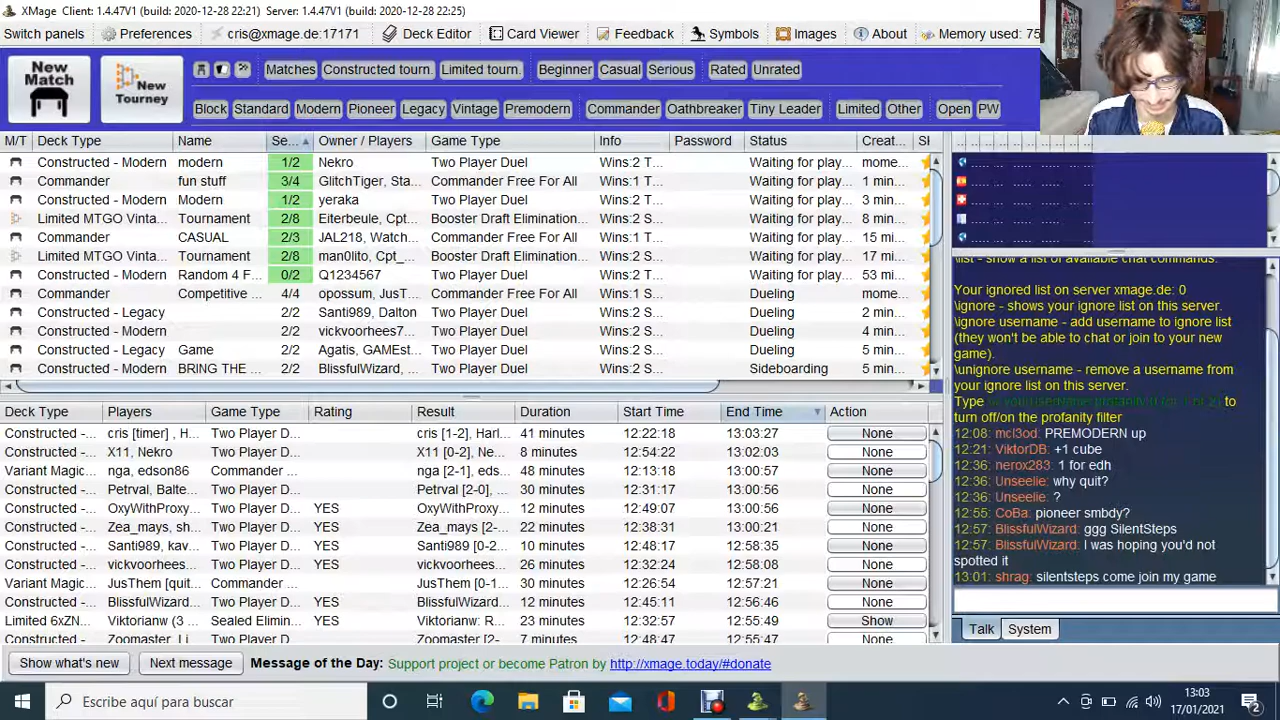 XMage Client: 1.4.47V1 (build: 2020-12-28 22:21) Server: 1.4.47V1 (build: 2020-12-28 22:25)
Switch panels Preferences cris@xmage.de:17171 Deck Editor Card Viewer Feedback Symbols Images About Memory used: 75
New Match New Tourney
Matches Constructed tourn. Limited tourn. Beginner Casual Serious Rated Unrated
Block Standard Modern Pioneer Legacy Vintage Premodern Commander Oathbreaker Tiny Leader Limited Other Open PW
M/T Deck Type Name Se... Owner / Players Game Type Info Password Status Creat... Sk
Constructed - Modern modern 1/2 Nekro Two Player Duel Wins:2 T... Waiting for play... mome...
Commander fun stuff 3/4 GlitchTiger, Sta... Commander Free For All Wins:1 T... Waiting for play... 1 min...
Constructed - Modern Modern 1/2 yeraka Two Player Duel Wins:2 T... Waiting for play... 3 min...
Limited MTGO Vinta... Tournament 2/8 Eiterbeule, Cpt... Booster Draft Elimination... Wins:2 S... Waiting for play... 8 min...
Commander CASUAL 2/3 JAL218, Watch... Commander Free For All Wins:1 T... Waiting for play... 15 mi...
Limited MTGO Vinta... Tournament 2/8 man0lito, Cpt_... Booster Draft Elimination... Wins:2 S... Waiting for play... 17 mi...
Constructed - Modern Random 4 F... 0/2 Q1234567 Two Player Duel Wins:2 T... Waiting for play... 53 mi...
Commander Competitive ... 4/4 opossum, JusT... Commander Free For All Wins:1 S... Dueling mome...
Constructed - Legacy 2/2 Santi989, Dalton Two Player Duel Wins:2 S... Dueling 2 min...
Constructed - Modern 2/2 vickvoorhees7... Two Player Duel Wins:2 S... Dueling 4 min...
Constructed - Legacy Game 2/2 Agatis, GAMEst... Two Player Duel Wins:2 S... Dueling 5 min...
Constructed - Modern BRING THE ... 2/2 BlissfulWizard, ... Two Player Duel Wins:2 S... Sideboarding 5 min...
Deck Type Players Game Type Rating Result Duration Start Time End Time Action
Constructed -... cris [timer] , H... Two Player D... cris [1-2], Harl... 41 minutes 12:22:18 13:03:27 None
Constructed -... X11, Nekro Two Player D... X11 [0-2], Ne... 8 minutes 12:54:22 13:02:03 None
Variant Magic... nga, edson86 Commander ... nga [2-1], eds... 48 minutes 12:13:18 13:00:57 None
Constructed -... Petrval, Balte... Two Player D... Petrval [2-0], ... 30 minutes 12:31:17 13:00:56 None
Constructed -... OxyWithProxy... Two Player D... YES OxyWithProxy... 12 minutes 12:49:07 13:00:56 None
Constructed -... Zea_mays, sh... Two Player D... YES Zea_mays [2-... 22 minutes 12:38:31 13:00:21 None
Constructed -... Santi989, kav... Two Player D... YES Santi989 [0-2... 10 minutes 12:48:17 12:58:35 None
Constructed -... vickvoorhees... Two Player D... YES vickvoorhees... 26 minutes 12:32:24 12:58:08 None
Variant Magic... JusThem [quit... Commander ... JusThem [0-1... 30 minutes 12:26:54 12:57:21 None
Constructed -... BlissfulWizard... Two Player D... YES BlissfulWizard... 12 minutes 12:45:11 12:56:46 None
Limited 6xZN... Viktorianw (3 ... Sealed Elimin... YES Viktorianw: R... 23 minutes 12:32:57 12:55:49 Show
Constructed -... Zoomaster, Li... Two Player D... Zoomaster [2-... 7 minutes 12:48:47 12:55:47 None
\list - show a list of available chat commands.
Your ignored list on server xmage.de: 0
\ignore - shows your ignore list on this server.
\ignore username - add username to ignore list
(they won't be able to chat or join to your new
game).
\unignore username - remove a username from
your ignore list on this server.
Type to
turn off/on the profanity filter
12:08: mcl3od: PREMODERN up
12:21: ViktorDB: +1 cube
12:36: nerox283: 1 for edh
12:36: Unseelie: why quit?
12:36: Unseelie: ?
12:55: CoBa: pioneer smbdy?
12:57: BlissfulWizard: ggg SilentSteps
12:57: BlissfulWizard: I was hoping you'd not
spotted it
13:01: shrag: silentsteps come join my game
Talk System
Show what's new Next message Message of the Day: Support project or become Patron by http://xmage.today/#donate
Escribe aquí para buscar
13:03
17/01/2021
2